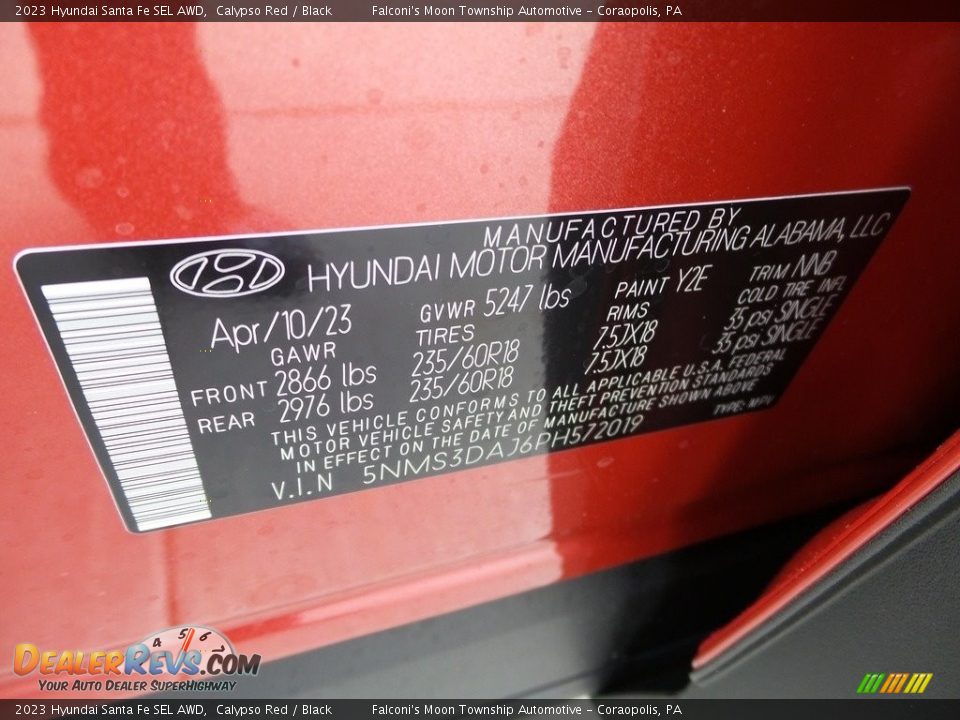 2023 Hyundai Santa Fe SEL AWD,  Calypso Red / Black    Falconi's Moon Township Automotive – Coraopolis, PA
MANUFACTURED BY
HYUNDAI MOTOR MANUFACTURING ALABAMA, LLC
Apr/10/23 GVWR 5247 lbs PAINT Y2E TRIM NNB
GAWR TIRES RIMS COLD TIRE INFL
FRONT 2866 lbs 235/60R18 7.5JX18 35 psi SINGLE
REAR 2976 lbs 235/60R18 7.5JX18 35 psi SINGLE
THIS VEHICLE CONFORMS TO ALL APPLICABLE U.S.A. FEDERAL
MOTOR VEHICLE SAFETY AND THEFT PREVENTION STANDARDS
IN EFFECT ON THE DATE OF MANUFACTURE SHOWN ABOVE
V.I.N 5NMS3DAJ6PH572019 TYPE: MPV
4 5 6
DEALERREVS.COM
YOUR AUTO DEALER SUPERHIGHWAY
2023 Hyundai Santa Fe SEL AWD,  Calypso Red / Black    Falconi's Moon Township Automotive – Coraopolis, PA